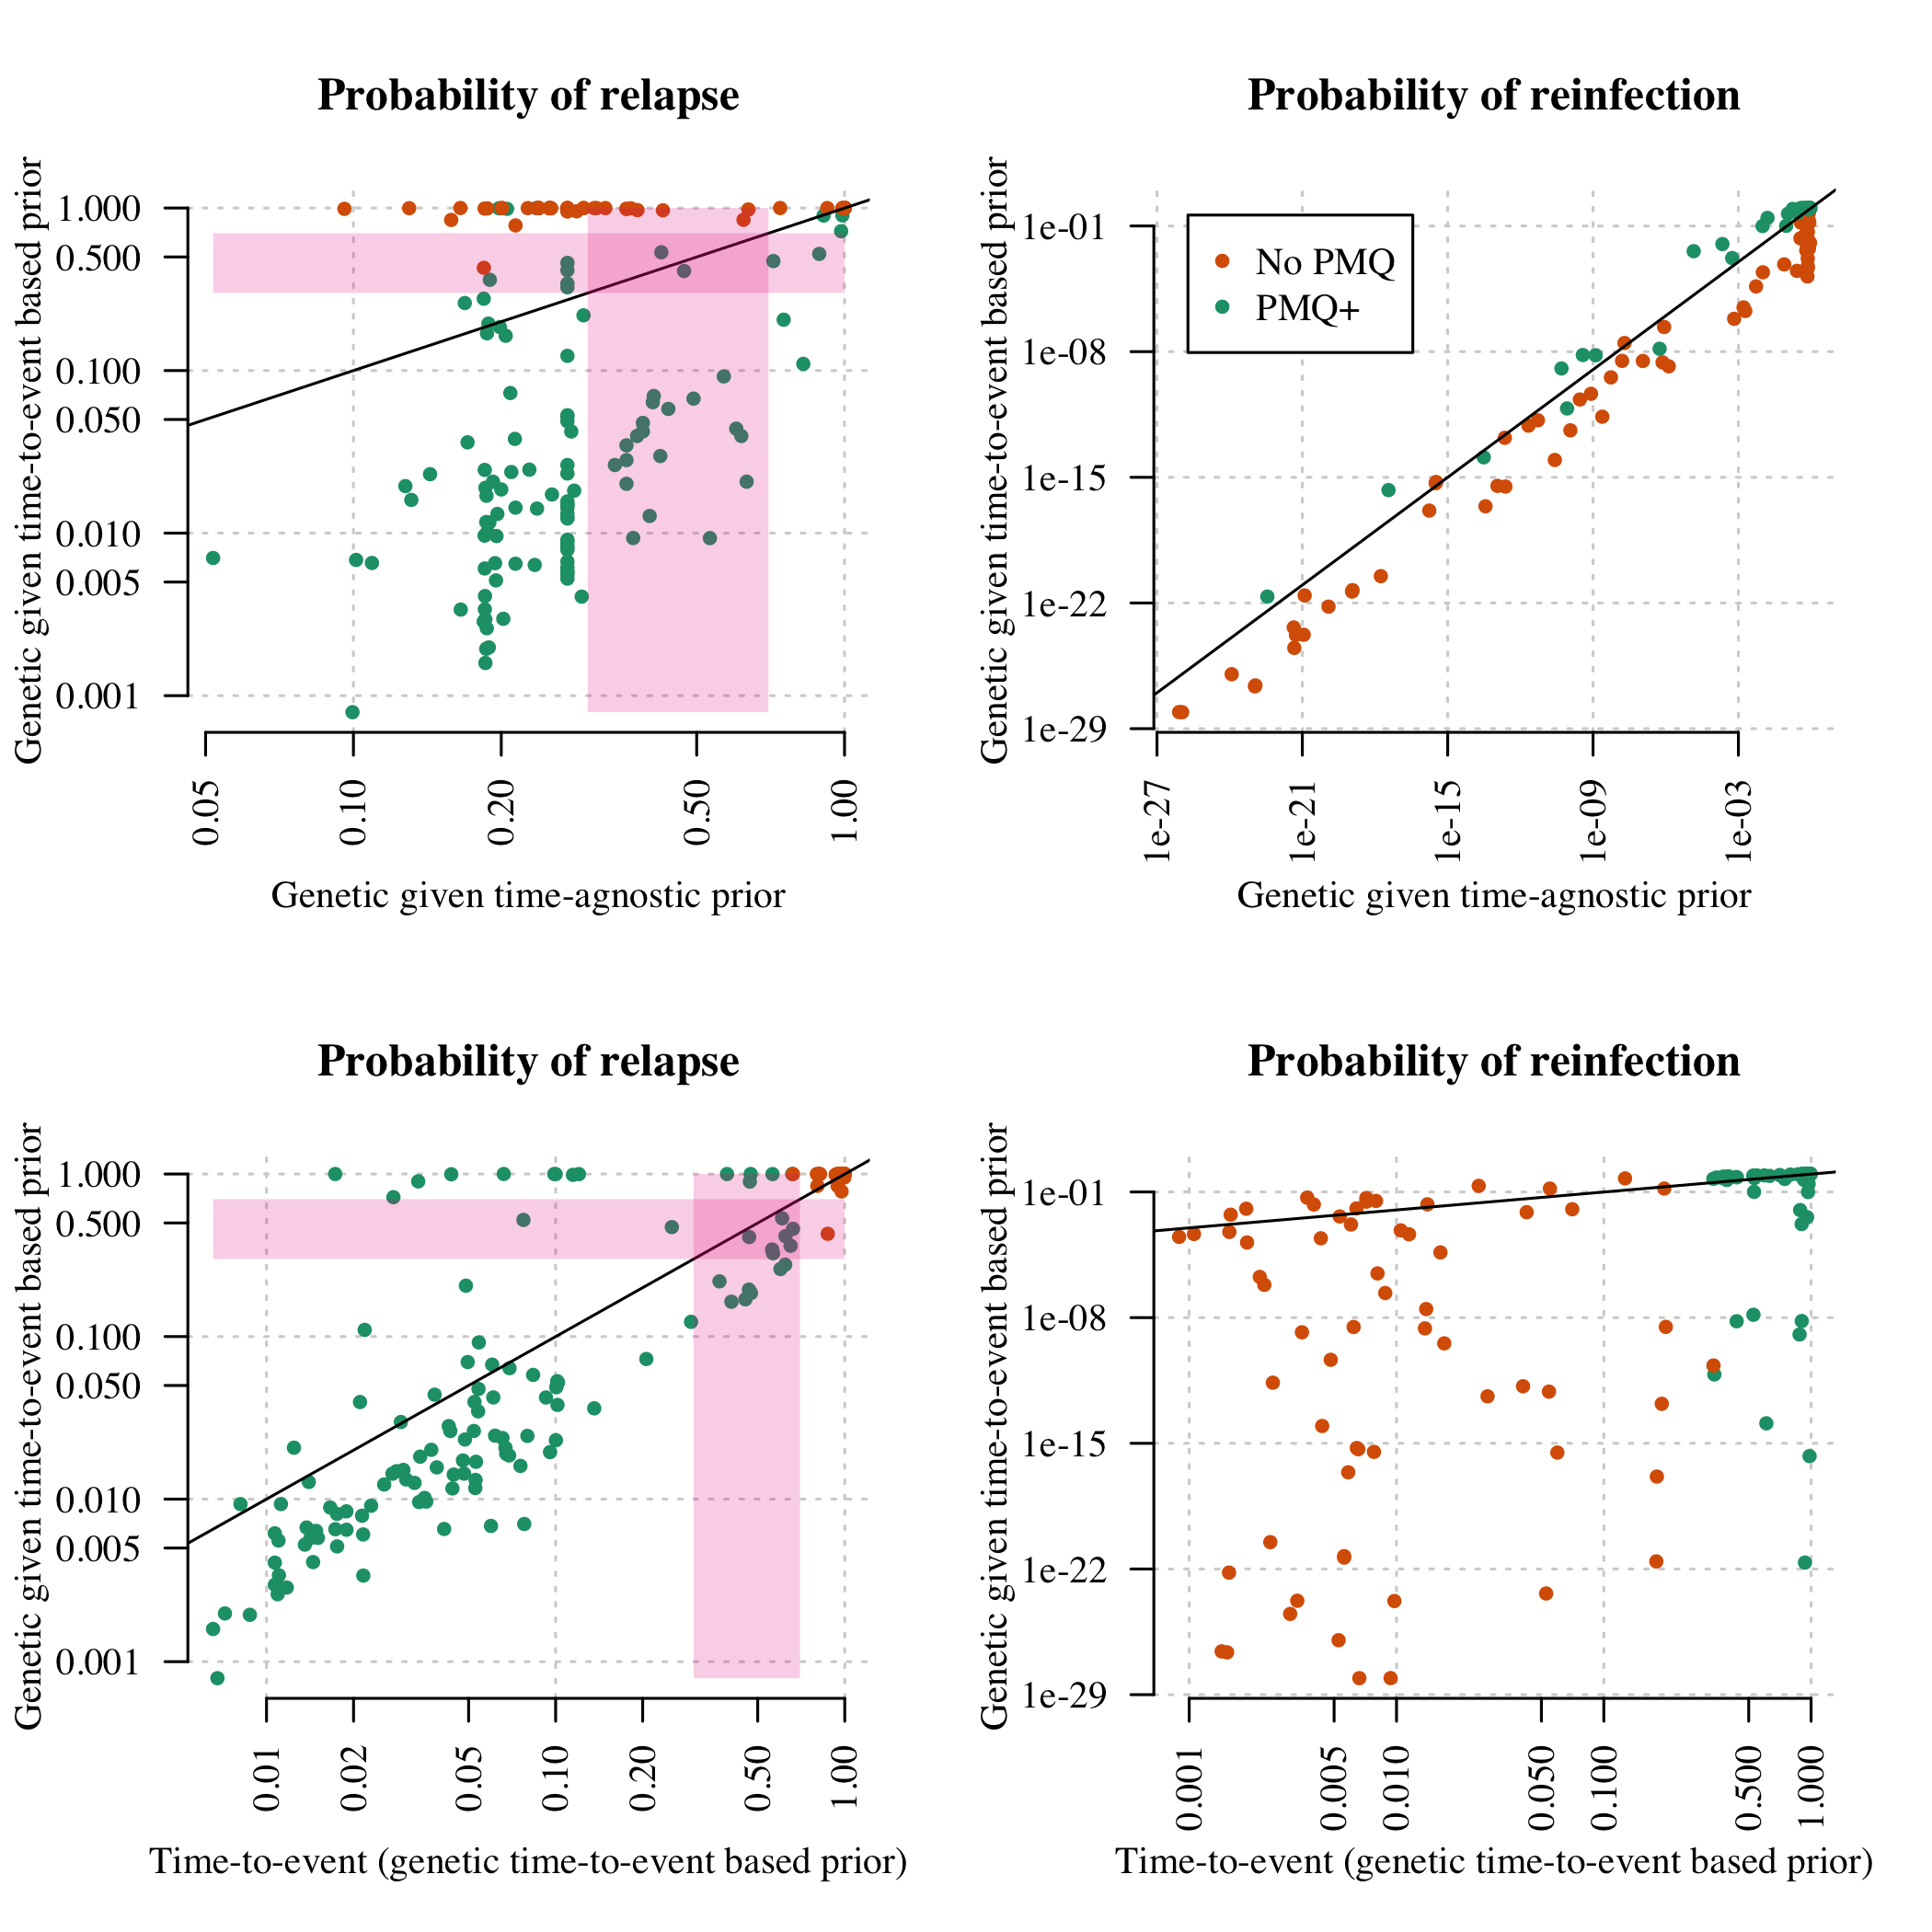 Probability of relapse
Genetic given time-to-event based prior
1.000
0.500
0.100
0.050
0.010
0.005
0.001
0.05
0.10
0.20
0.50
1.00
Genetic given time-agnostic prior
Probability of reinfection
Genetic given time-to-event based prior
1e-01
1e-08
1e-15
1e-22
1e-29
No PMQ
PMQ+
1e-27
1e-21
1e-15
1e-09
1e-03
Genetic given time-agnostic prior
Probability of relapse
Genetic given time-to-event based prior
1.000
0.500
0.100
0.050
0.010
0.005
0.001
0.01
0.02
0.05
0.10
0.20
0.50
1.00
Time-to-event (genetic time-to-event based prior)
Probability of reinfection
Genetic given time-to-event based prior
1e-01
1e-08
1e-15
1e-22
1e-29
0.001
0.005
0.010
0.050
0.100
0.500
1.000
Time-to-event (genetic time-to-event based prior)